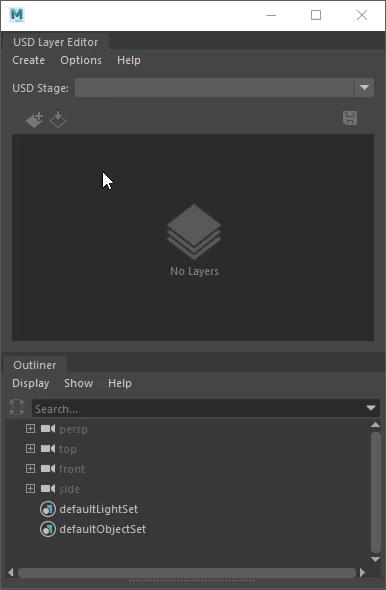 USD Layer Editor
Create Options Help
USD Stage:
No Layers
Outliner
Display Show Help
Search...
persp
top
front
side
defaultLightSet
defaultObjectSet